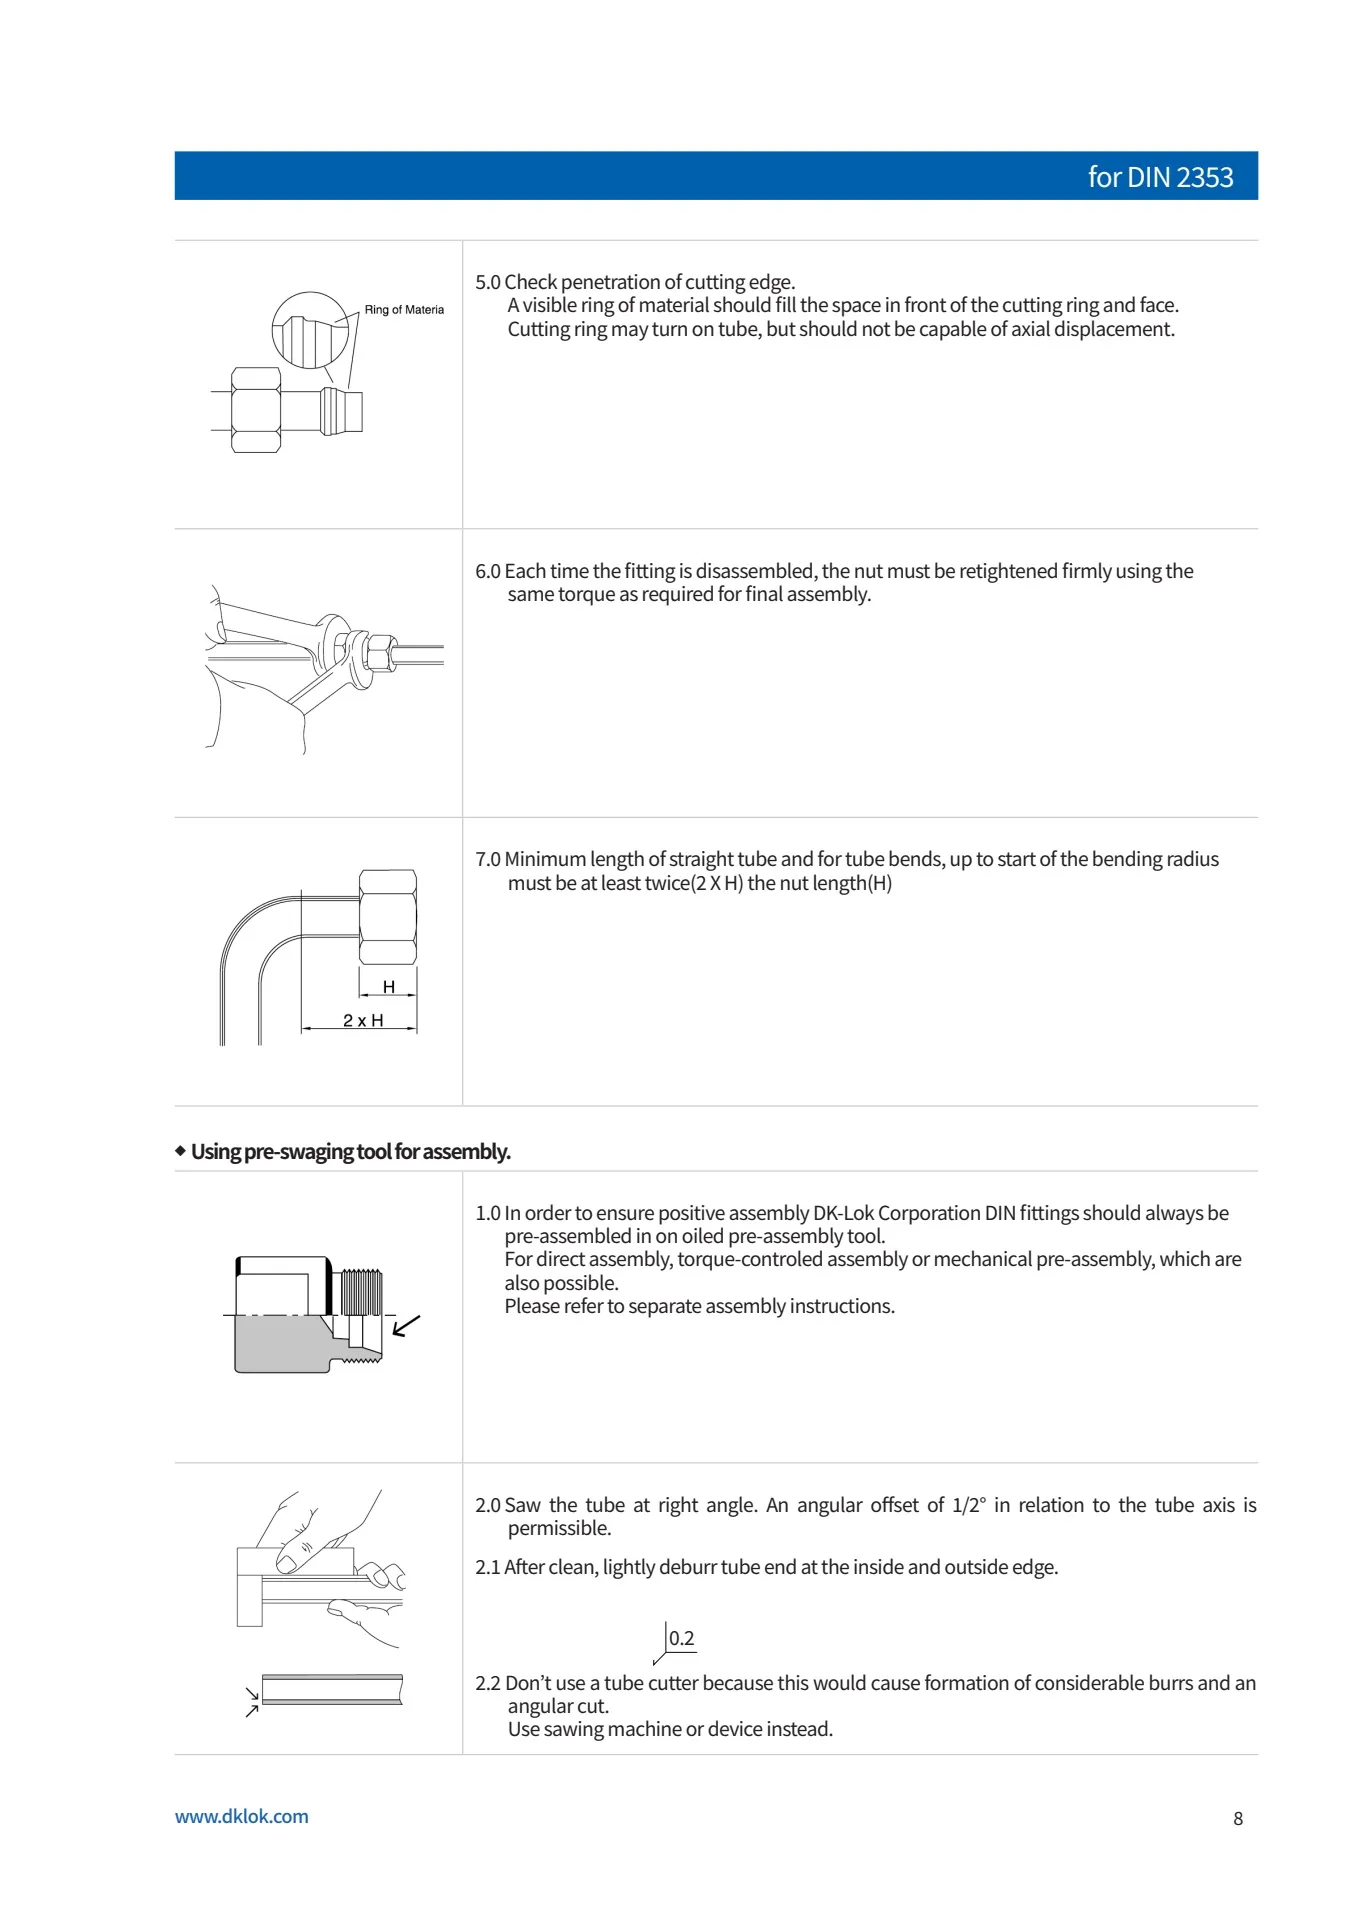 for DIN 2353
Ring of Materia
5.0 Check penetration of cutting edge.
A visible ring of material should fill the space in front of the cutting ring and face.
Cutting ring may turn on tube, but should not be capable of axial displacement.
6.0 Each time the fitting is disassembled, the nut must be retightened firmly using the
same torque as required for final assembly.
7.0 Minimum length of straight tube and for tube bends, up to start of the bending radius
must be at least twice(2 X H) the nut length(H)
H
2 x H
◆ Using pre-swaging tool for assembly.
1.0 In order to ensure positive assembly DK-Lok Corporation DIN fittings should always be
pre-assembled in on oiled pre-assembly tool.
For direct assembly, torque-controled assembly or mechanical pre-assembly, which are
also possible.
Please refer to separate assembly instructions.
2.0 Saw the tube at right angle. An angular offset of 1/2° in relation to the tube axis is
permissible.
2.1 After clean, lightly deburr tube end at the inside and outside edge.
0.2
2.2 Don’t use a tube cutter because this would cause formation of considerable burrs and an
angular cut.
Use sawing machine or device instead.
www.dklok.com
8